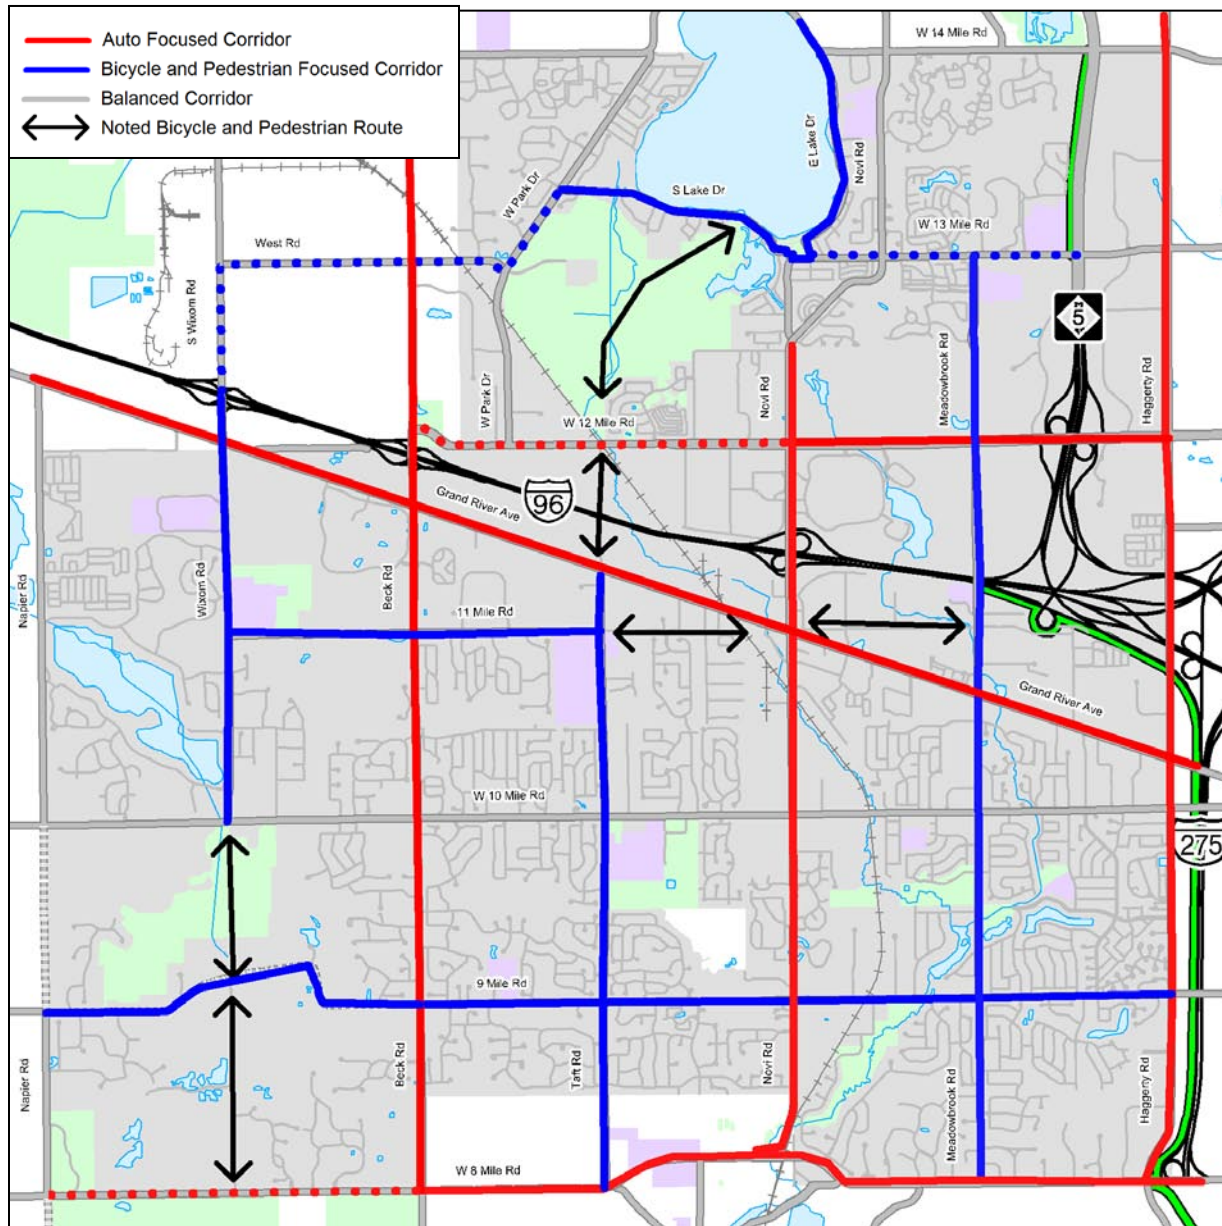 Auto Focused Corridor
Bicycle and Pedestrian Focused Corridor
Balanced Corridor
Noted Bicycle and Pedestrian Route
W 14 Mile Rd
E Lake Dr
Novi Rd
W Park Dr
S Lake Dr
W 13 Mile Rd
West Rd
S Wixom Rd
M
5
Meadowbrook Rd
Haggerty Rd
W Park Dr
Novi Rd
W 12 Mile Rd
Grand River Ave
96
Napier Rd
Wixom Rd
Beck Rd
11 Mile Rd
Grand River Ave
W 10 Mile Rd
275
9 Mile Rd
Napier Rd
Beck Rd
Taft Rd
Novi Rd
Meadowbrook Rd
Haggerty Rd
W 8 Mile Rd